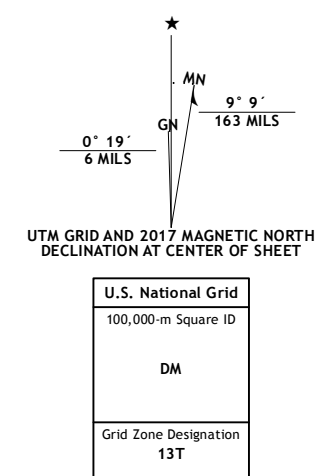 MN
GN
9° 9´
163 MILS
0° 19´
6 MILS
UTM GRID AND 2017 MAGNETIC NORTH
DECLINATION AT CENTER OF SHEET
U.S. National Grid
100,000-m Square ID
DM
Grid Zone Designation
13T